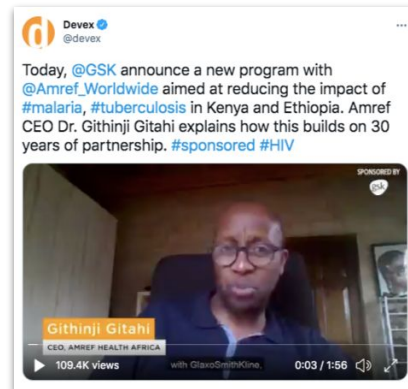 Devex
@devex
Today, @GSK announce a new program with
@Amref_Worldwide aimed at reducing the impact of
#malaria, #tuberculosis in Kenya and Ethiopia. Amref
CEO Dr. Githinji Gitahi explains how this builds on 30
years of partnership. #sponsored #HIV
SPONSORED BY
gsk
Githinji Gitahi
CEO, AMREF HEALTH AFRICA
109.4K views
with GlaxoSmithKline,
0:03 / 1:56